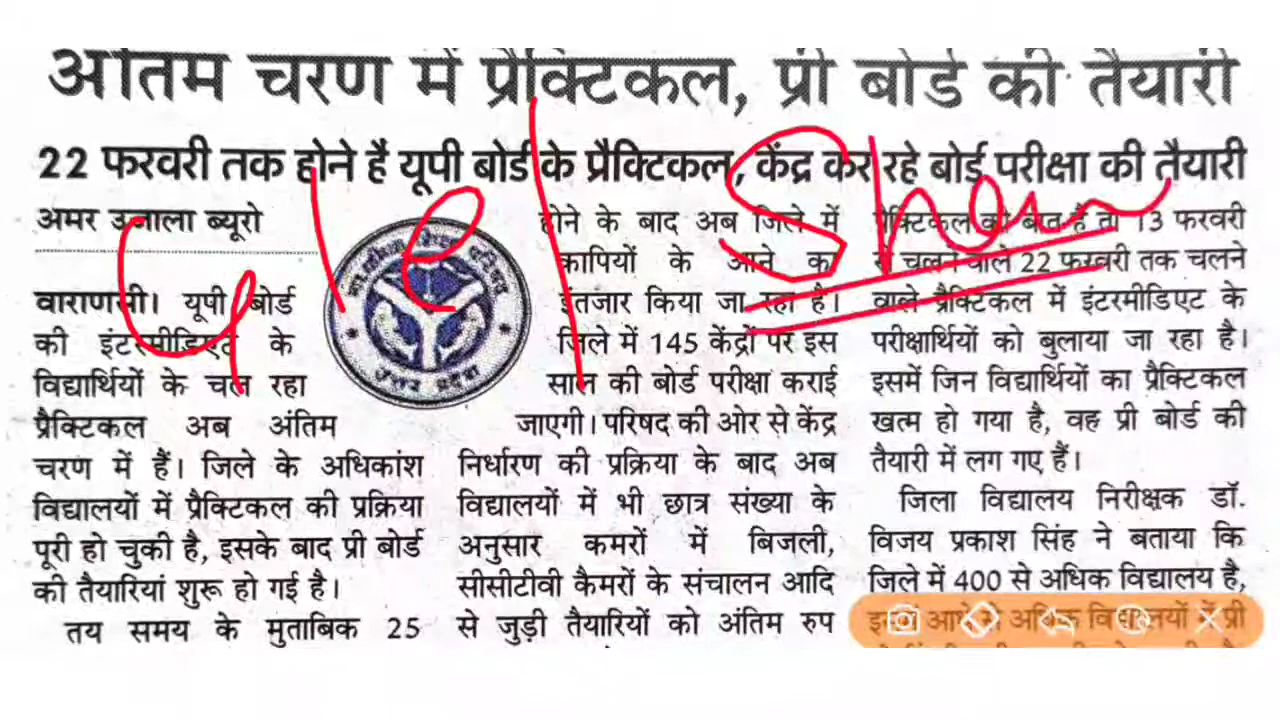 अंतिम चरण में प्रैक्टिकल, प्री बोर्ड की तैयारी
22 फरवरी तक होने है यूपी बोर्ड के प्रैक्टिकल, केंद्र कर रहे बोर्ड परीक्षा की तैयारी
अमर उजाला ब्यूरो
वाराणसी। यूपी बोर्ड
की इंटरमीडिएट के
विद्यार्थियों के चल रहा
प्रैक्टिकल अब अंतिम
चरण में हैं। जिले के अधिकांश
विद्यालयों में प्रैक्टिकल की प्रक्रिया
पूरी हो चुकी है, इसके बाद प्री बोर्ड
की तैयारियां शुरू हो गई है।
तय समय के मुताबिक 25
होने के बाद अब जिले में
कापियों के आने का
इंतजार किया जा रहा है।
जिले में 145 केंद्रों पर इस
साल की बोर्ड परीक्षा कराई
जाएगी। परिषद की ओर से केंद्र
निर्धारण की प्रक्रिया के बाद अब
विद्यालयों में भी छात्र संख्या के
अनुसार कमरों में बिजली,
सीसीटीवी कैमरों के संचालन आदि
से जुड़ी तैयारियों को अंतिम रुप
प्रैक्टिकल की बात है तो 13 फरवरी
से चलने वाले 22 फरवरी तक चलने
वाले प्रैक्टिकल में इंटरमीडिएट के
परीक्षार्थियों को बुलाया जा रहा है।
इसमें जिन विद्यार्थियों का प्रैक्टिकल
खत्म हो गया है, वह प्री बोर्ड की
तैयारी में लग गए हैं।
जिला विद्यालय निरीक्षक डॉ.
विजय प्रकाश सिंह ने बताया कि
जिले में 400 से अधिक विद्यालय है,
इनमें आधे से अधिक विद्यालयों में प्री